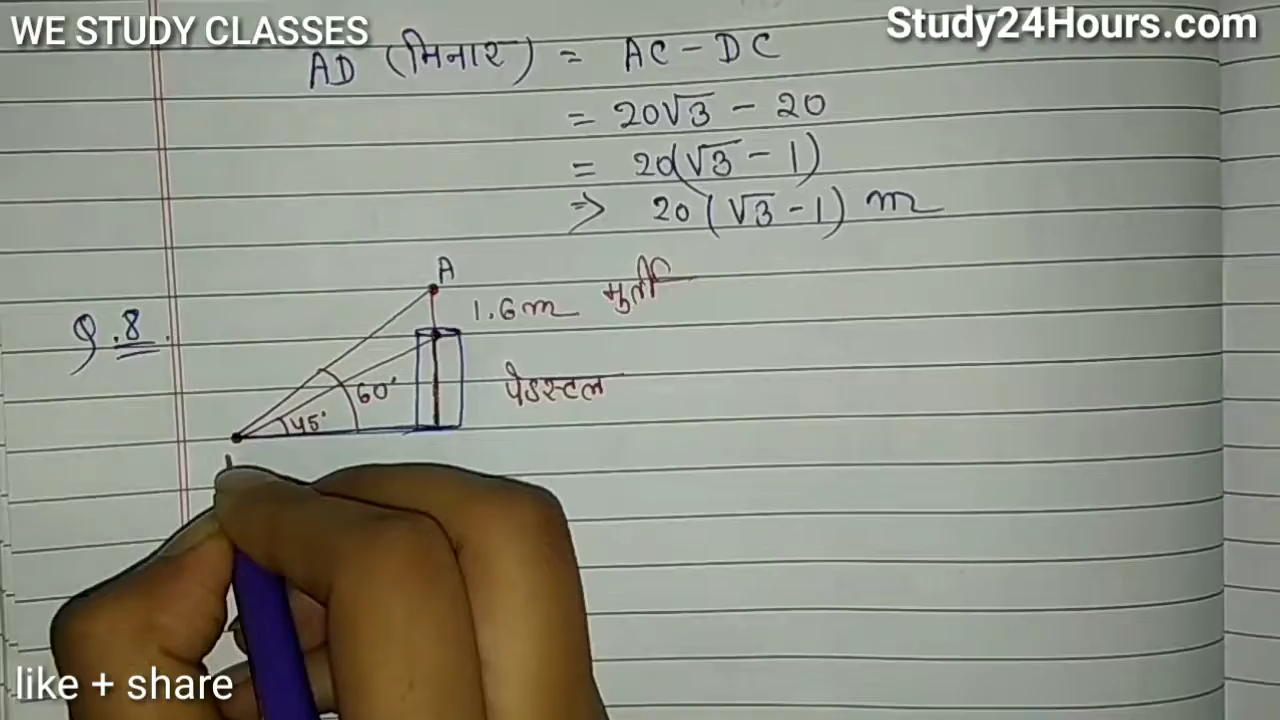 WE STUDY CLASSES
Study24Hours.com
AD (मिनार) = AC - DC
= 20√3 - 20
= 20(√3 - 1)
⇒ 20(√3-1) m
A
Q.8.
1.6m मुर्ती
60°
पेडस्टल
45°
like + share